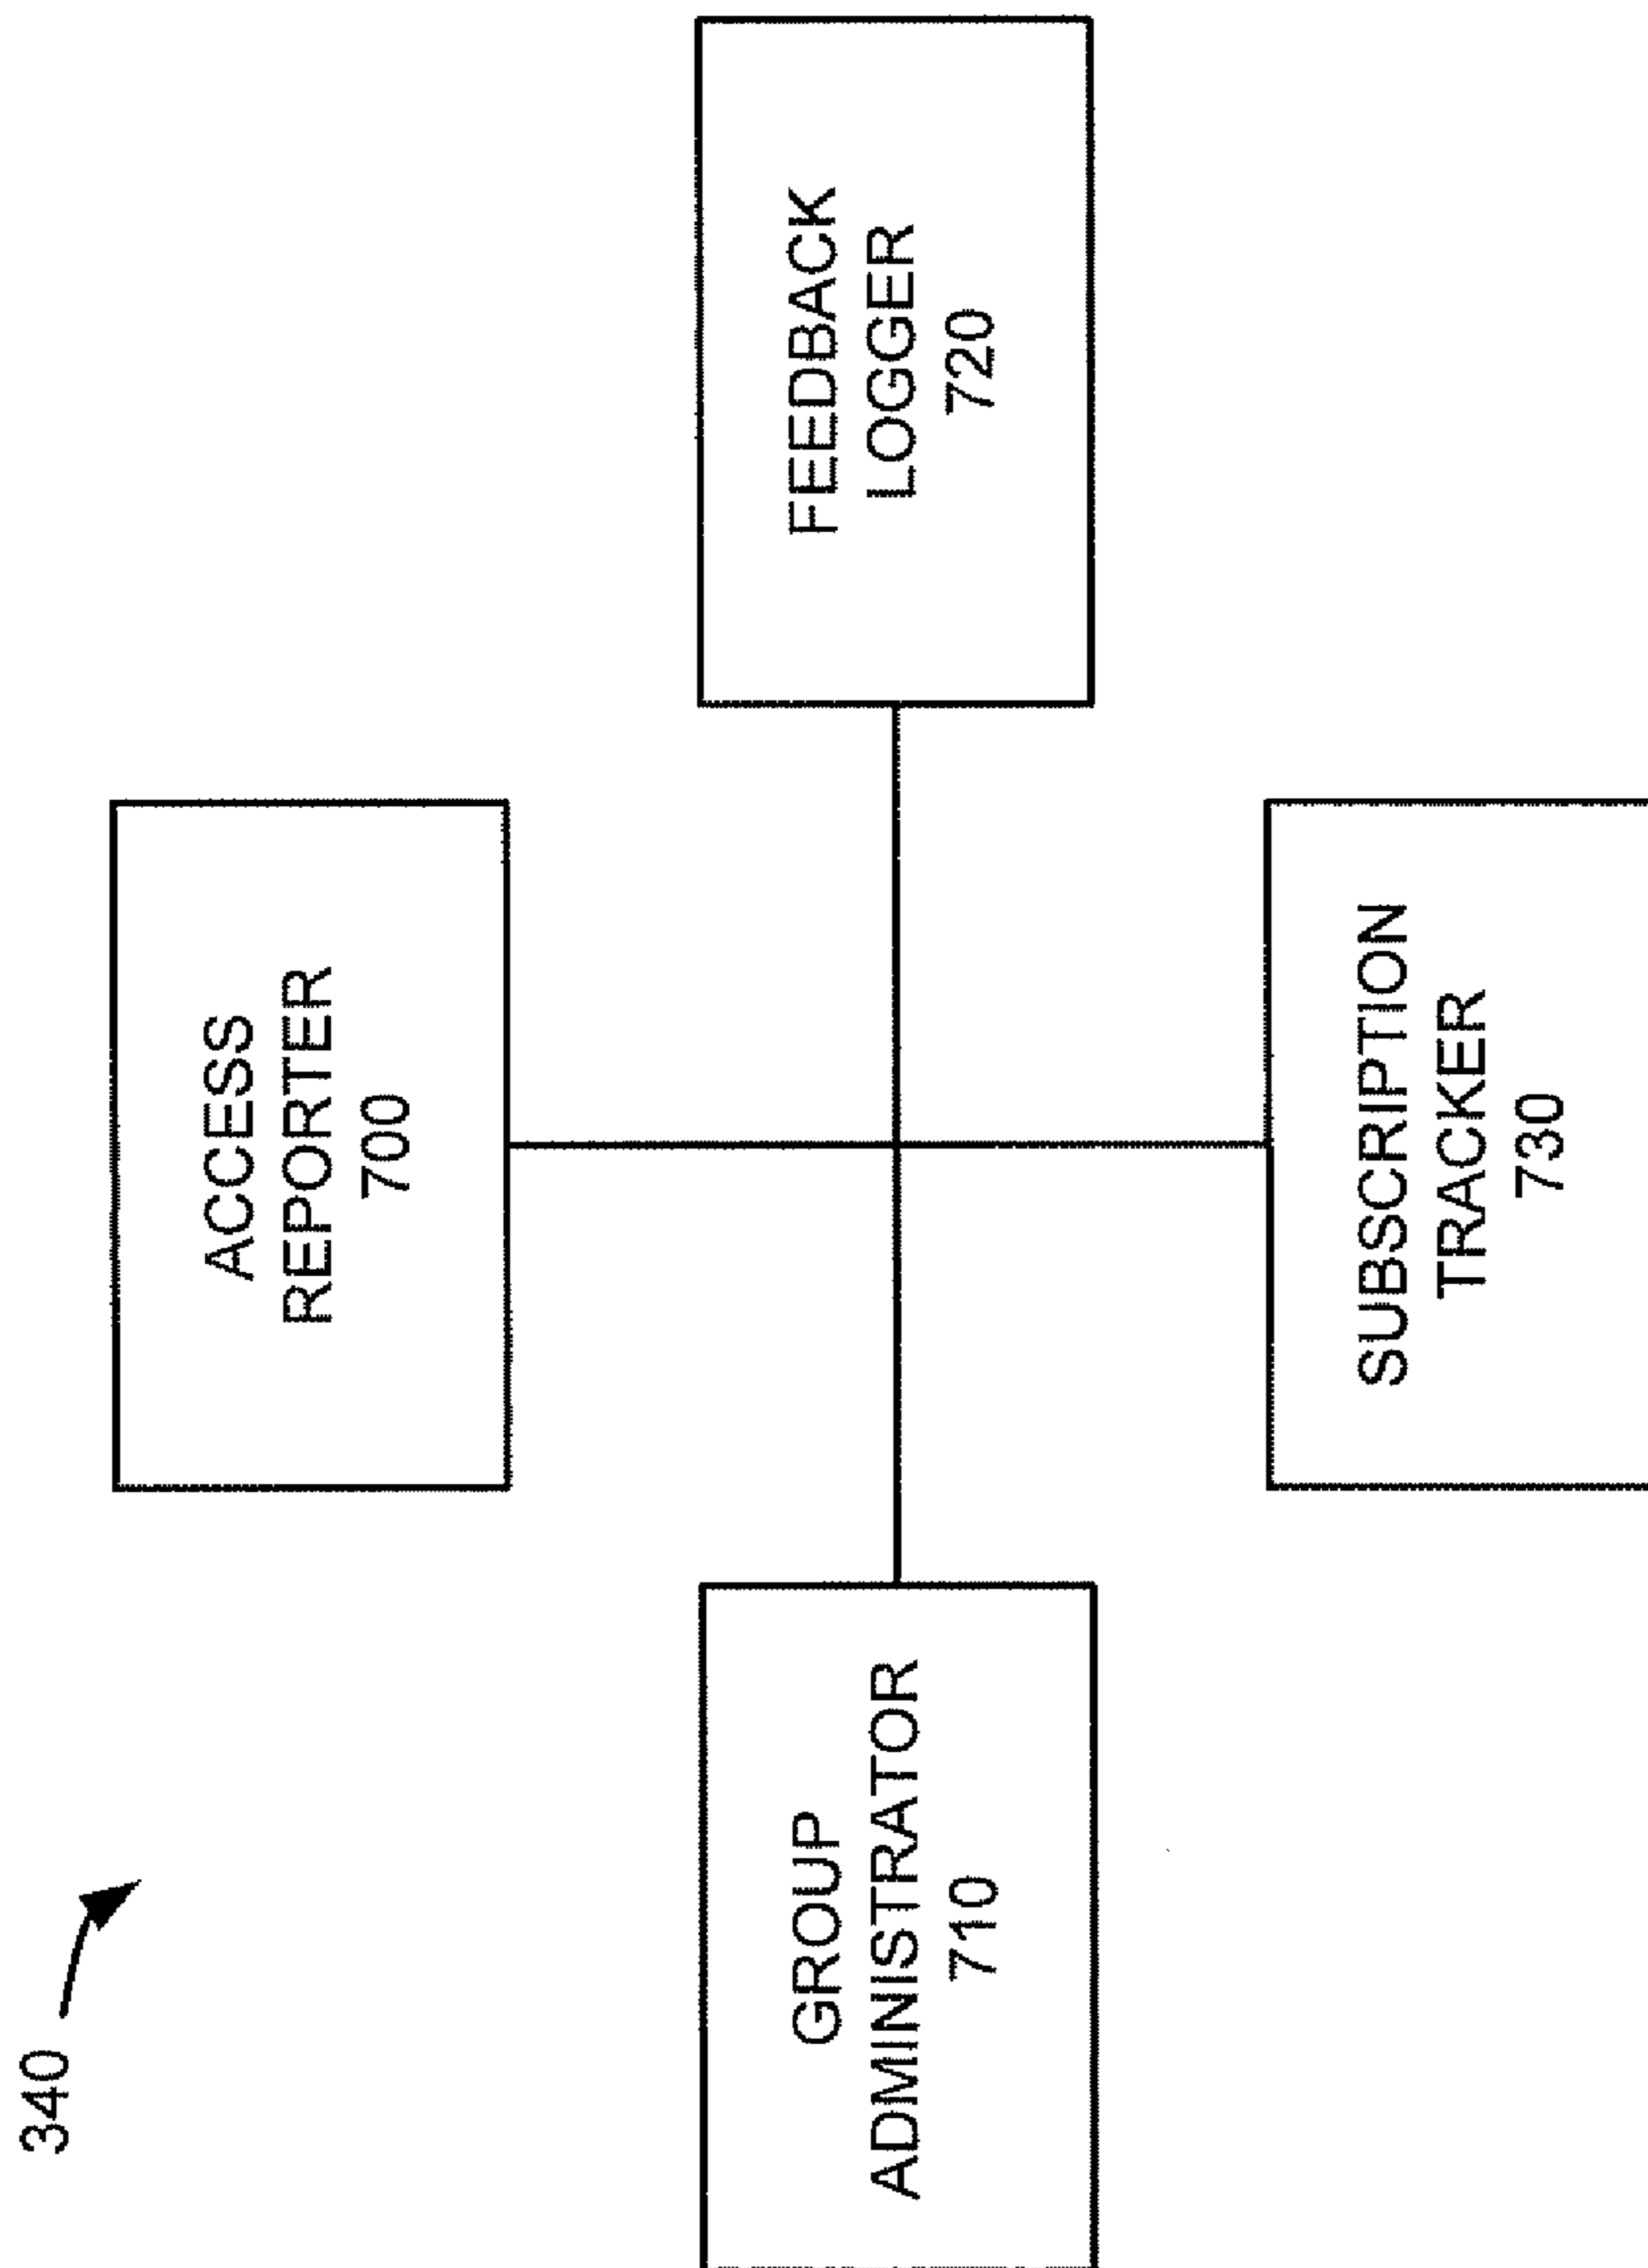 340
ACCESS
REPORTER
700
GROUP
ADMINISTRATOR
710
FEEDBACK
LOGGER
720
SUBSCRIPTION
TRACKER
730